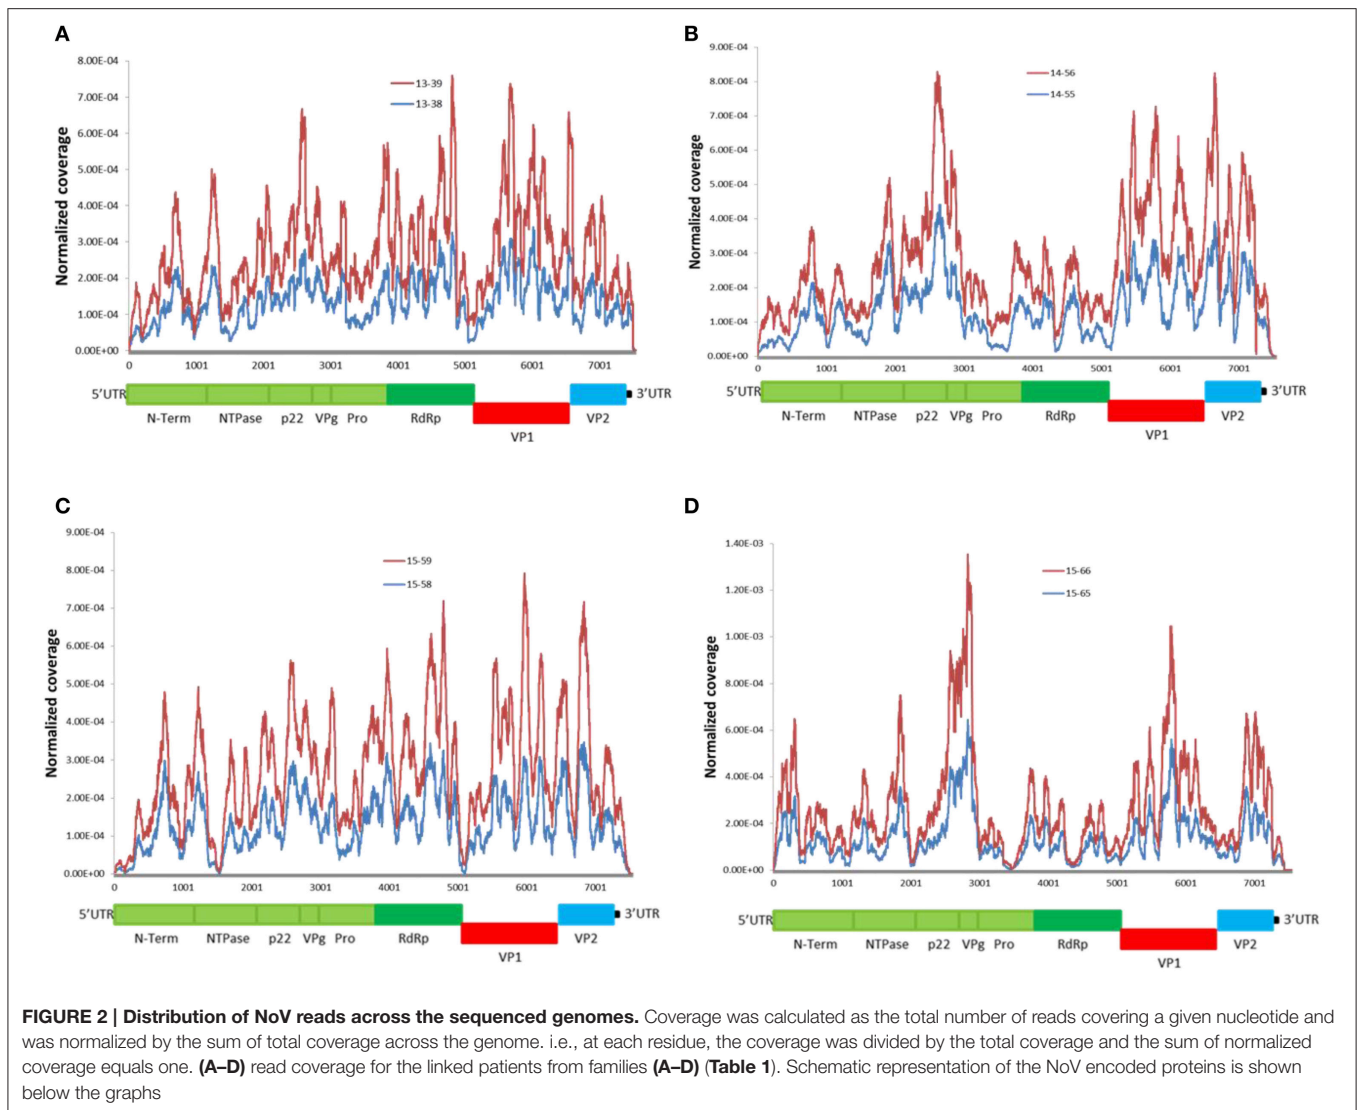 A
8.00E-04
7.00E-04
6.00E-04
5.00E-04
4.00E-04
3.00E-04
2.00E-04
1.00E-04
0.00E+00
Normalized coverage
13-39
13-38
0 1001 2001 3001 4001 5001 6001 7001
5'UTR 3'UTR
N-Term NTPase p22 VPg Pro RdRp VP2
VP1
B
9.00E-04
8.00E-04
7.00E-04
6.00E-04
5.00E-04
4.00E-04
3.00E-04
2.00E-04
1.00E-04
0.00E+00
Normalized coverage
14-56
14-55
0 1001 2001 3001 4001 5001 6001 7001
5'UTR 3'UTR
N-Term NTPase p22 VPg Pro RdRp VP2
VP1
C
9.00E-04
8.00E-04
7.00E-04
6.00E-04
5.00E-04
4.00E-04
3.00E-04
2.00E-04
1.00E-04
0.00E+00
Normalized coverage
15-59
15-58
0 1001 2001 3001 4001 5001 6001 7001
5'UTR 3'UTR
N-Term NTPase p22 VPg Pro RdRp VP2
VP1
D
1.40E-03
1.20E-03
1.00E-03
8.00E-04
6.00E-04
4.00E-04
2.00E-04
0.00E+00
Normalized coverage
15-66
15-65
0 1001 2001 3001 4001 5001 6001 7001
5'UTR 3'UTR
N-Term NTPase p22 VPg Pro RdRp VP2
VP1
FIGURE 2 | Distribution of NoV reads across the sequenced genomes. Coverage was calculated as the total number of reads covering a given nucleotide and
was normalized by the sum of total coverage across the genome. i.e., at each residue, the coverage was divided by the total coverage and the sum of normalized
coverage equals one. (A–D) read coverage for the linked patients from families (A–D) (Table 1). Schematic representation of the NoV encoded proteins is shown
below the graphs